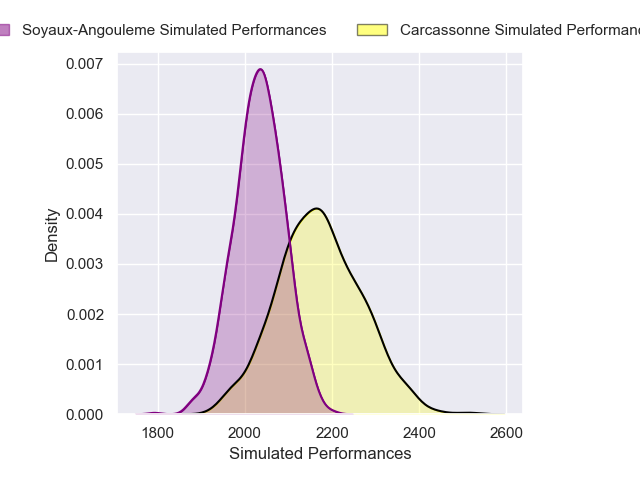 Soyaux-Angouleme Simulated Performances
Carcassonne Simulated
0.007
0.006
0.005
0.004
0.003
0.002
0.001
0.000
Density
1800 2000 2200 2400 2600
Simulated Performances